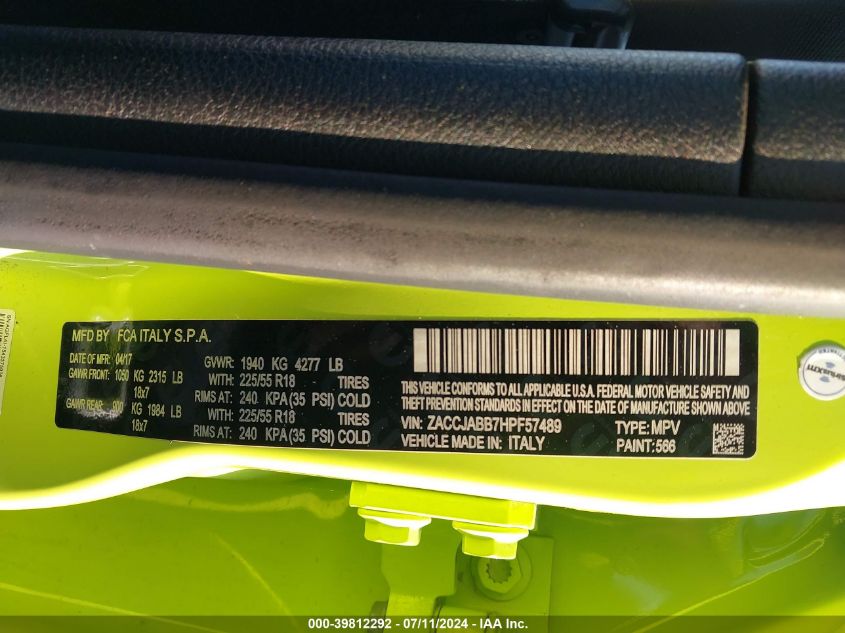 MFD BY FCA ITALY S.P.A.
DATE OF MFR: 04/17 GVWR: 1940 KG 4277 LB
GAWR FRONT: 1050 KG 2315 LB WITH: 225/55 R18 TIRES
18x7 RIMS AT: 240 KPA(35 PSI) COLD
GAWR REAR: 900 KG 1984 LB WITH: 225/55 R18 TIRES
18x7 RIMS AT: 240 KPA(35 PSI) COLD
THIS VEHICLE CONFORMS TO ALL APPLICABLE U.S.A. FEDERAL MOTOR VEHICLE SAFETY AND
THEFT PREVENTION STANDARDS IN EFFECT ON THE DATE OF MANUFACTURE SHOWN ABOVE.
VIN: ZACCJABB7HPF57489 TYPE: MPV
VEHICLE MADE IN: ITALY PAINT: 566
siriusxm
000-39812292 - 07/11/2024 - IAA Inc.